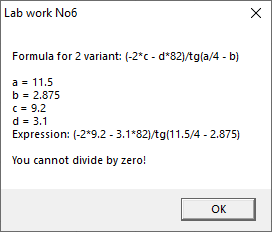 Lab work No6
Formula for 2 variant: (-2*c - d*82)/tg(a/4 - b)
a = 11.5
b = 2.875
c = 9.2
d = 3.1
Expression: (-2*9.2 - 3.1*82)/tg(11.5/4 - 2.875)
You cannot divide by zero!
OK